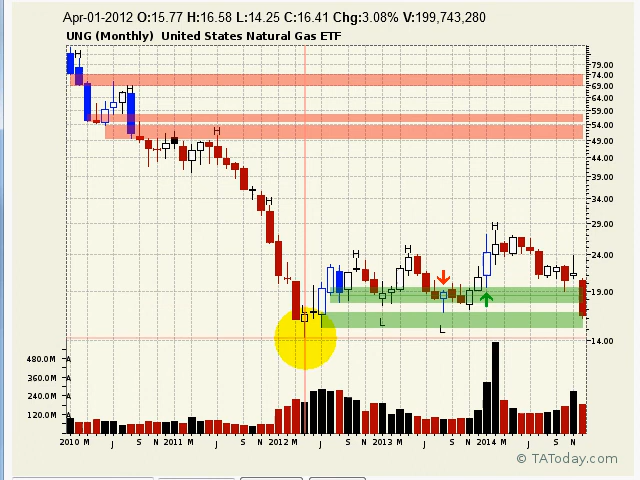 Apr-01-2012 O:15.77 H:16.58 L:14.25 C:16.41 Chg:3.08% V:199,743,280
UNG (Monthly) United States Natural Gas ETF
79.00
74.00
69.00
64.00
59.00
54.00
49.00
44.00
39.00
34.00
29.00
24.00
19.00
14.00
H
H
H
H
H
H
H
H
L
L
480.0M A
360.0M A
240.0M A
120.0M A
2010 M J S N 2011 M J S N 2012 M J S N 2013 M J S N 2014 M J S N
© TAToday.com